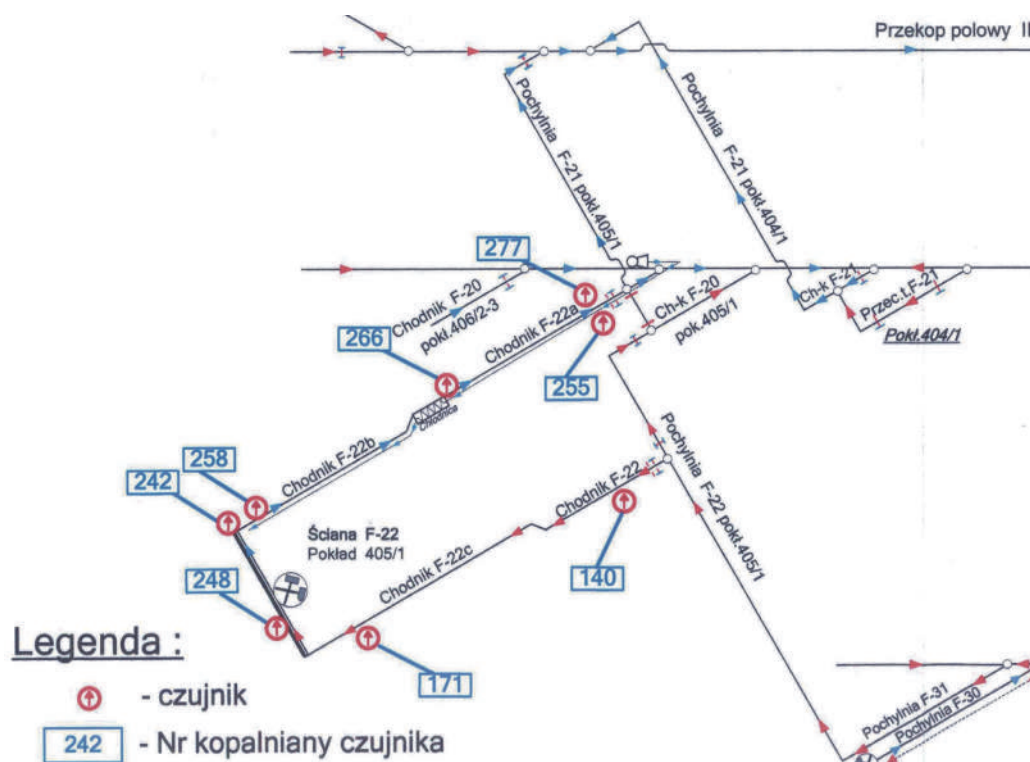 Przekop polowy II
Pochylnia F-21 pokł.405/1
Pochylnia F-21 pokł.404/1
277
Chodnik F-20
pokł.406/2-3
Chodnik F-22a
Ch-k F-20
pok.405/1
Ch-k F-21
Przec.t.F-21
Pokł.404/1
266
255
Chłodnica
258
242
Chodnik F-22b
Ściana F-22
Pokład 405/1
Chodnik F-22
Pochylnia F-22 pokł.405/1
Chodnik F-22c
140
248
171
Pochylnia F-31
Pochylnia F-30
Legenda :
- czujnik
242 - Nr kopalniany czujnika